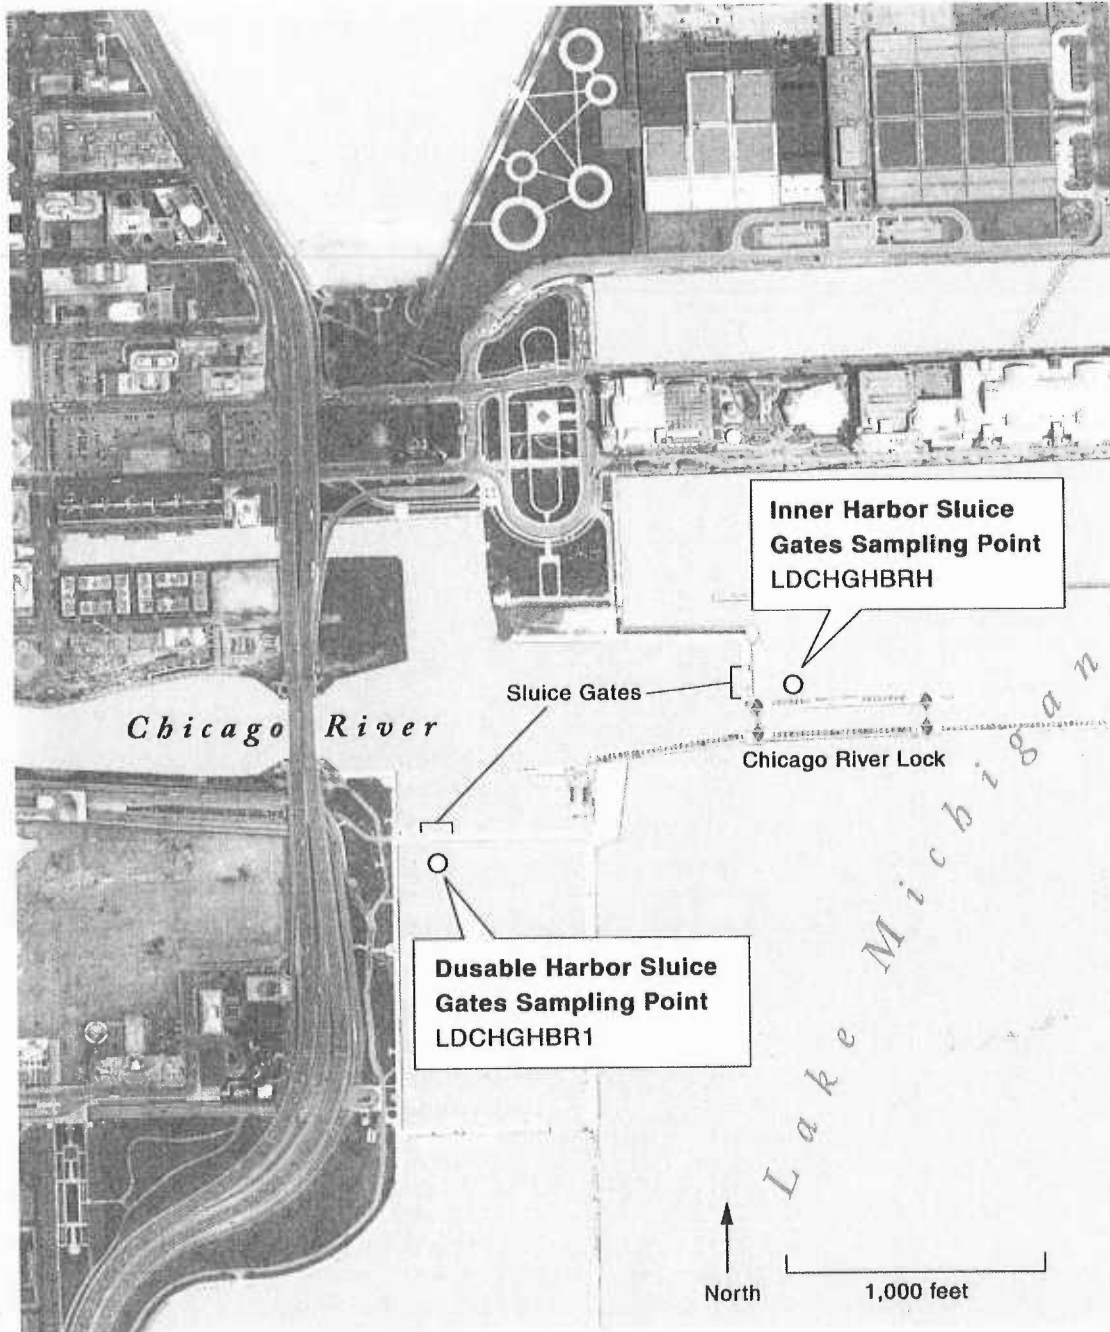 Inner Harbor Sluice
Gates Sampling Point
LDCHGHBRH
Sluice Gates
Chicago River
Chicago River Lock
Lake Michigan
Dusable Harbor Sluice
Gates Sampling Point
LDCHGHBR1
North
1,000 feet